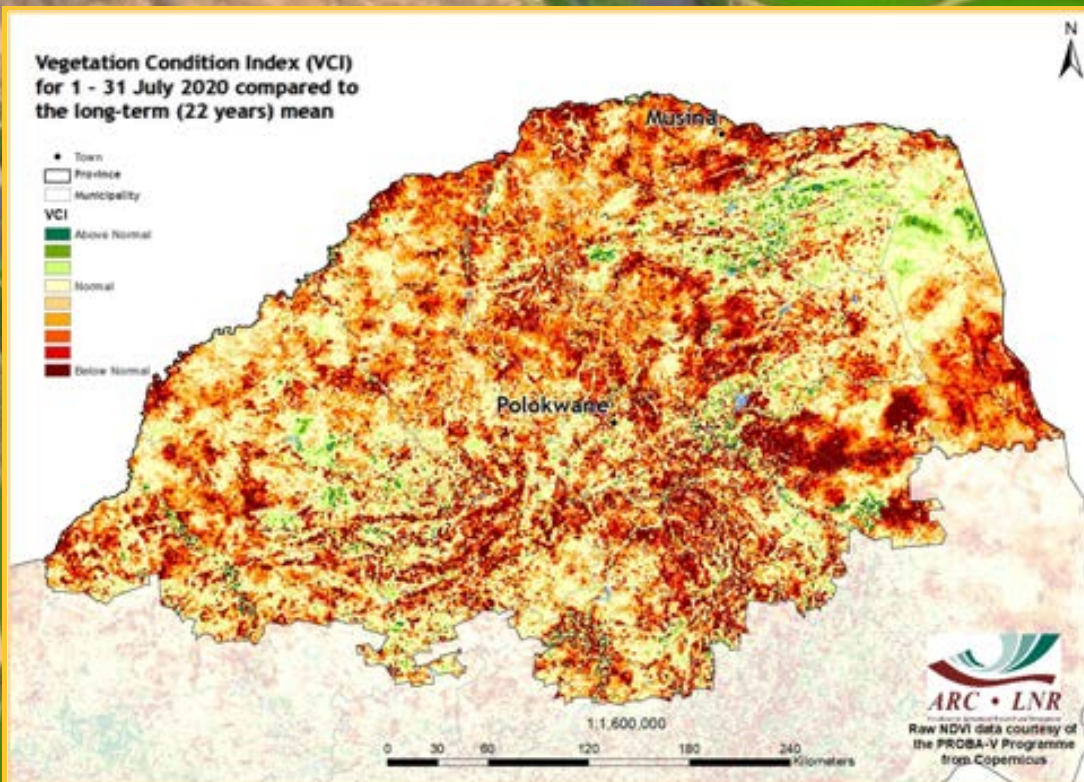 Vegetation Condition Index (VCI)
for 1 - 31 July 2020 compared to
the long-term (22 years) mean
N
Town
Province
Municipality
VCI
Above Normal
Normal
Below Normal
Musina
Polokwane
1:1,600,000
0 30 60 120 180 240
Kilometers
ARC • LNR
Raw NDVI data courtesy of
the PROBA-V Programme
from Copernicus